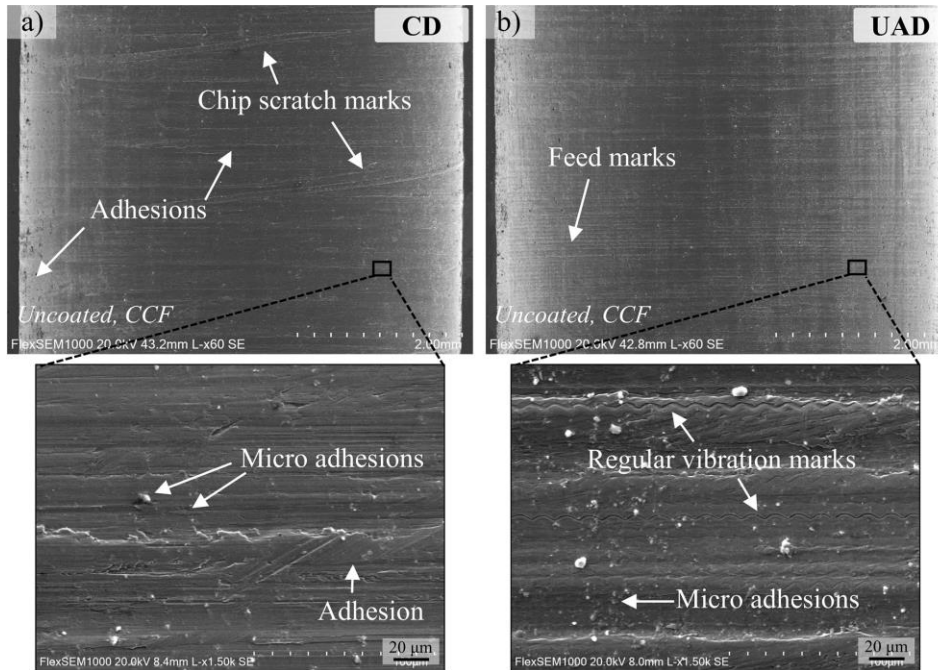 a)
CD
Chip scratch marks
Adhesions
Uncoated, CCF
FlexSEM1000 20.0kV 43.2mm L-x60 SE
2.00mm
b)
UAD
Feed marks
Uncoated, CCF
FlexSEM1000 20.0kV 42.8mm L-x60 SE
2.00mm
Micro adhesions
Adhesion
20 µm
FlexSEM1000 20.0kV 8.4mm L-x1.50k SE
Regular vibration marks
Micro adhesions
20 µm
FlexSEM1000 20.0kV 8.0mm L-x1.50k SE